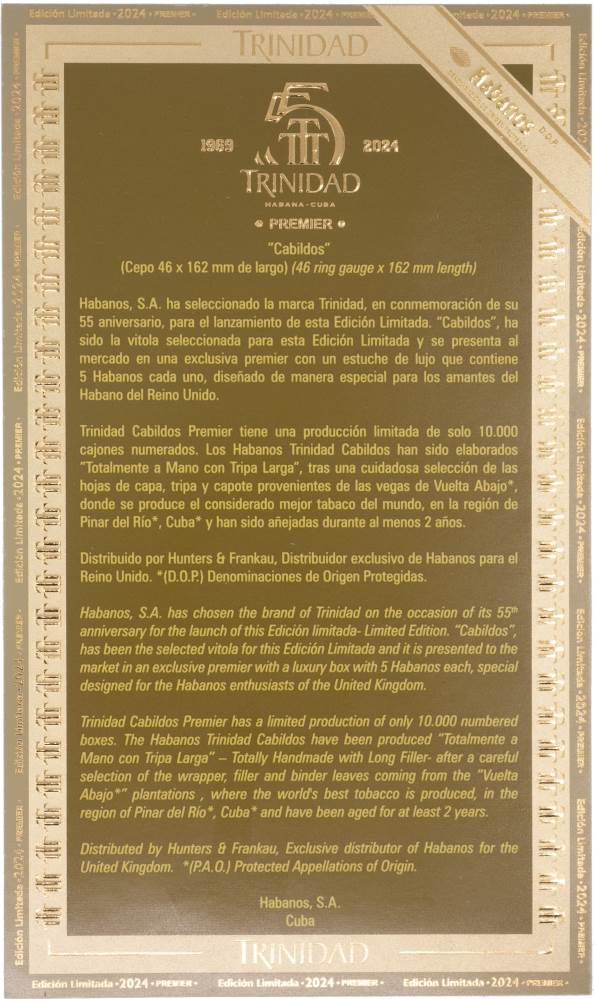 Edición Limitada • 2024 • PREMIER • Edición Limitada • 2024 • PREMIER
TRINIDAD
Habanos D.O.P.
55
1969 2024
TRINIDAD
HABANA - CUBA
PREMIER
"Cabildos"
(Cepo 46 x 162 mm de largo) (46 ring gauge x 162 mm length)
Habanos, S.A. ha seleccionado la marca Trinidad, en conmemoración de su
55 aniversario, para el lanzamiento de esta Edición Limitada. "Cabildos", ha
sido la vitola seleccionada para esta Edición Limitada y se presenta al
mercado en una exclusiva premier con un estuche de lujo que contiene
5 Habanos cada uno, diseñado de manera especial para los amantes del
Habano del Reino Unido.
Trinidad Cabildos Premier tiene una producción limitada de solo 10.000
cajones numerados. Los Habanos Trinidad Cabildos han sido elaborados
"Totalmente a Mano con Tripa Larga", tras una cuidadosa selección de las
hojas de capa, tripa y capote provenientes de las vegas de Vuelta Abajo*,
donde se produce el considerado mejor tabaco del mundo, en la región de
Pinar del Río*, Cuba* y han sido añejadas durante al menos 2 años.
Distribuido por Hunters & Frankau, Distribuidor exclusivo de Habanos para el
Reino Unido. *(D.O.P.) Denominaciones de Origen Protegidas.
Habanos, S.A. has chosen the brand of Trinidad on the occasion of its 55th
anniversary for the launch of this Edición limitada- Limited Edition. "Cabildos",
has been the selected vitola for this Edición Limitada and it is presented to the
market in an exclusive premier with a luxury box with 5 Habanos each, special
designed for the Habanos enthusiasts of the United Kingdom.
Trinidad Cabildos Premier has a limited production of only 10.000 numbered
boxes. The Habanos Trinidad Cabildos have been produced "Totalmente a
Mano con Tripa Larga" – Totally Handmade with Long Filler- after a careful
selection of the wrapper, filler and binder leaves coming from the "Vuelta
Abajo*" plantations , where the world's best tobacco is produced, in the
region of Pinar del Río*, Cuba* and have been aged for at least 2 years.
Distributed by Hunters & Frankau, Exclusive distributor of Habanos for the
United Kingdom. *(P.A.O.) Protected Appellations of Origin.
Habanos, S.A.
Cuba
TRINIDAD
Edición Limitada • 2024 • PREMIER • Edición Limitada • 2024 • PREMIER • Edición Limitada • 2024 • PREMIER